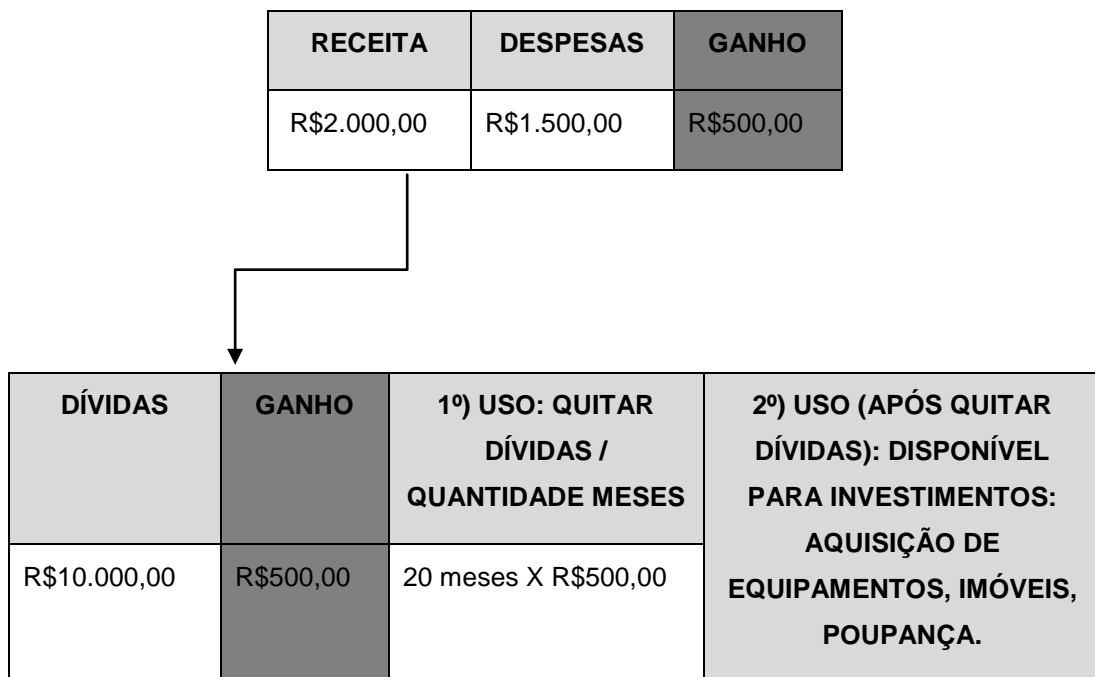 RECEITA DESPESAS GANHO
R$2.000,00 R$1.500,00 R$500,00
DÍVIDAS GANHO 1º) USO: QUITAR
DÍVIDAS /
QUANTIDADE MESES
2º) USO (APÓS QUITAR
DÍVIDAS): DISPONÍVEL
PARA INVESTIMENTOS:
AQUISIÇÃO DE
EQUIPAMENTOS, IMÓVEIS,
POUPANÇA.
R$10.000,00 R$500,00 20 meses X R$500,00